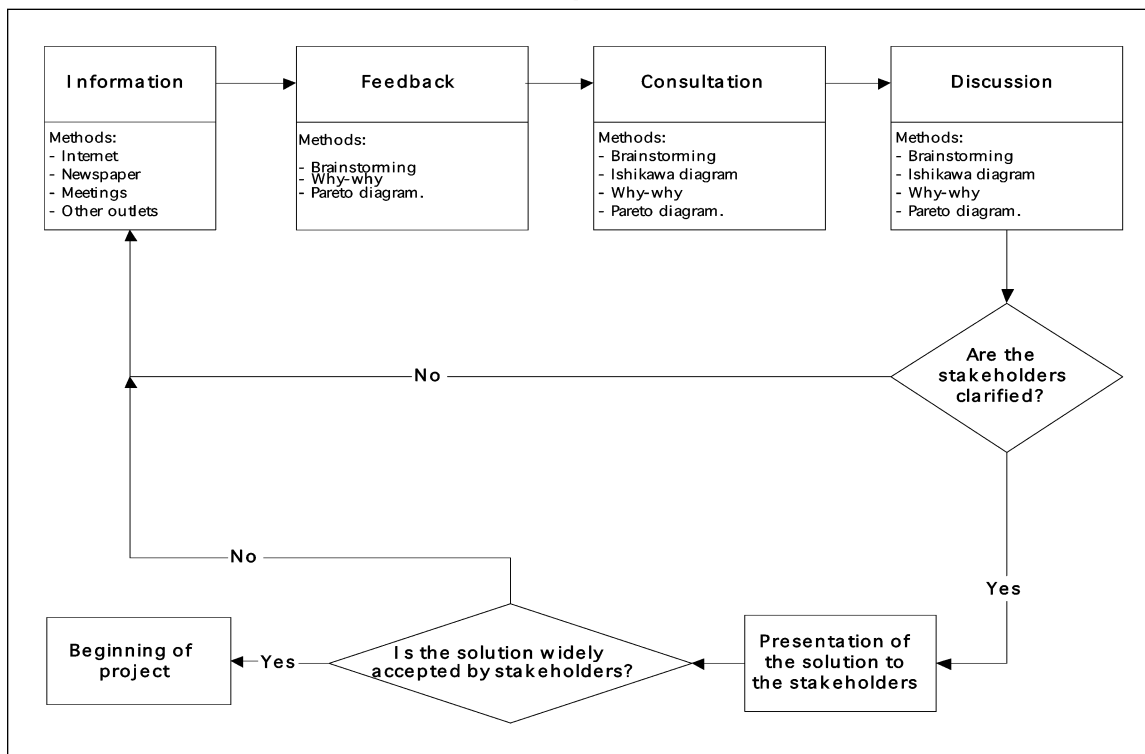 Information
Methods:
- Internet
- Newspaper
- Meetings
- Other outlets
Feedback
Methods:
- Brainstorming
- Why-why
- Pareto diagram.
Consultation
Methods:
- Brainstorming
- Ishikawa diagram
- Why-why
- Pareto diagram.
Discussion
Methods:
- Brainstorming
- Ishikawa diagram
- Why-why
- Pareto diagram.
Are the
stakeholders
clarified?
No
Yes
Presentation of
the solution to
the stakeholders
Is the solution widely
accepted by stakeholders?
No
Yes
Beginning of
project